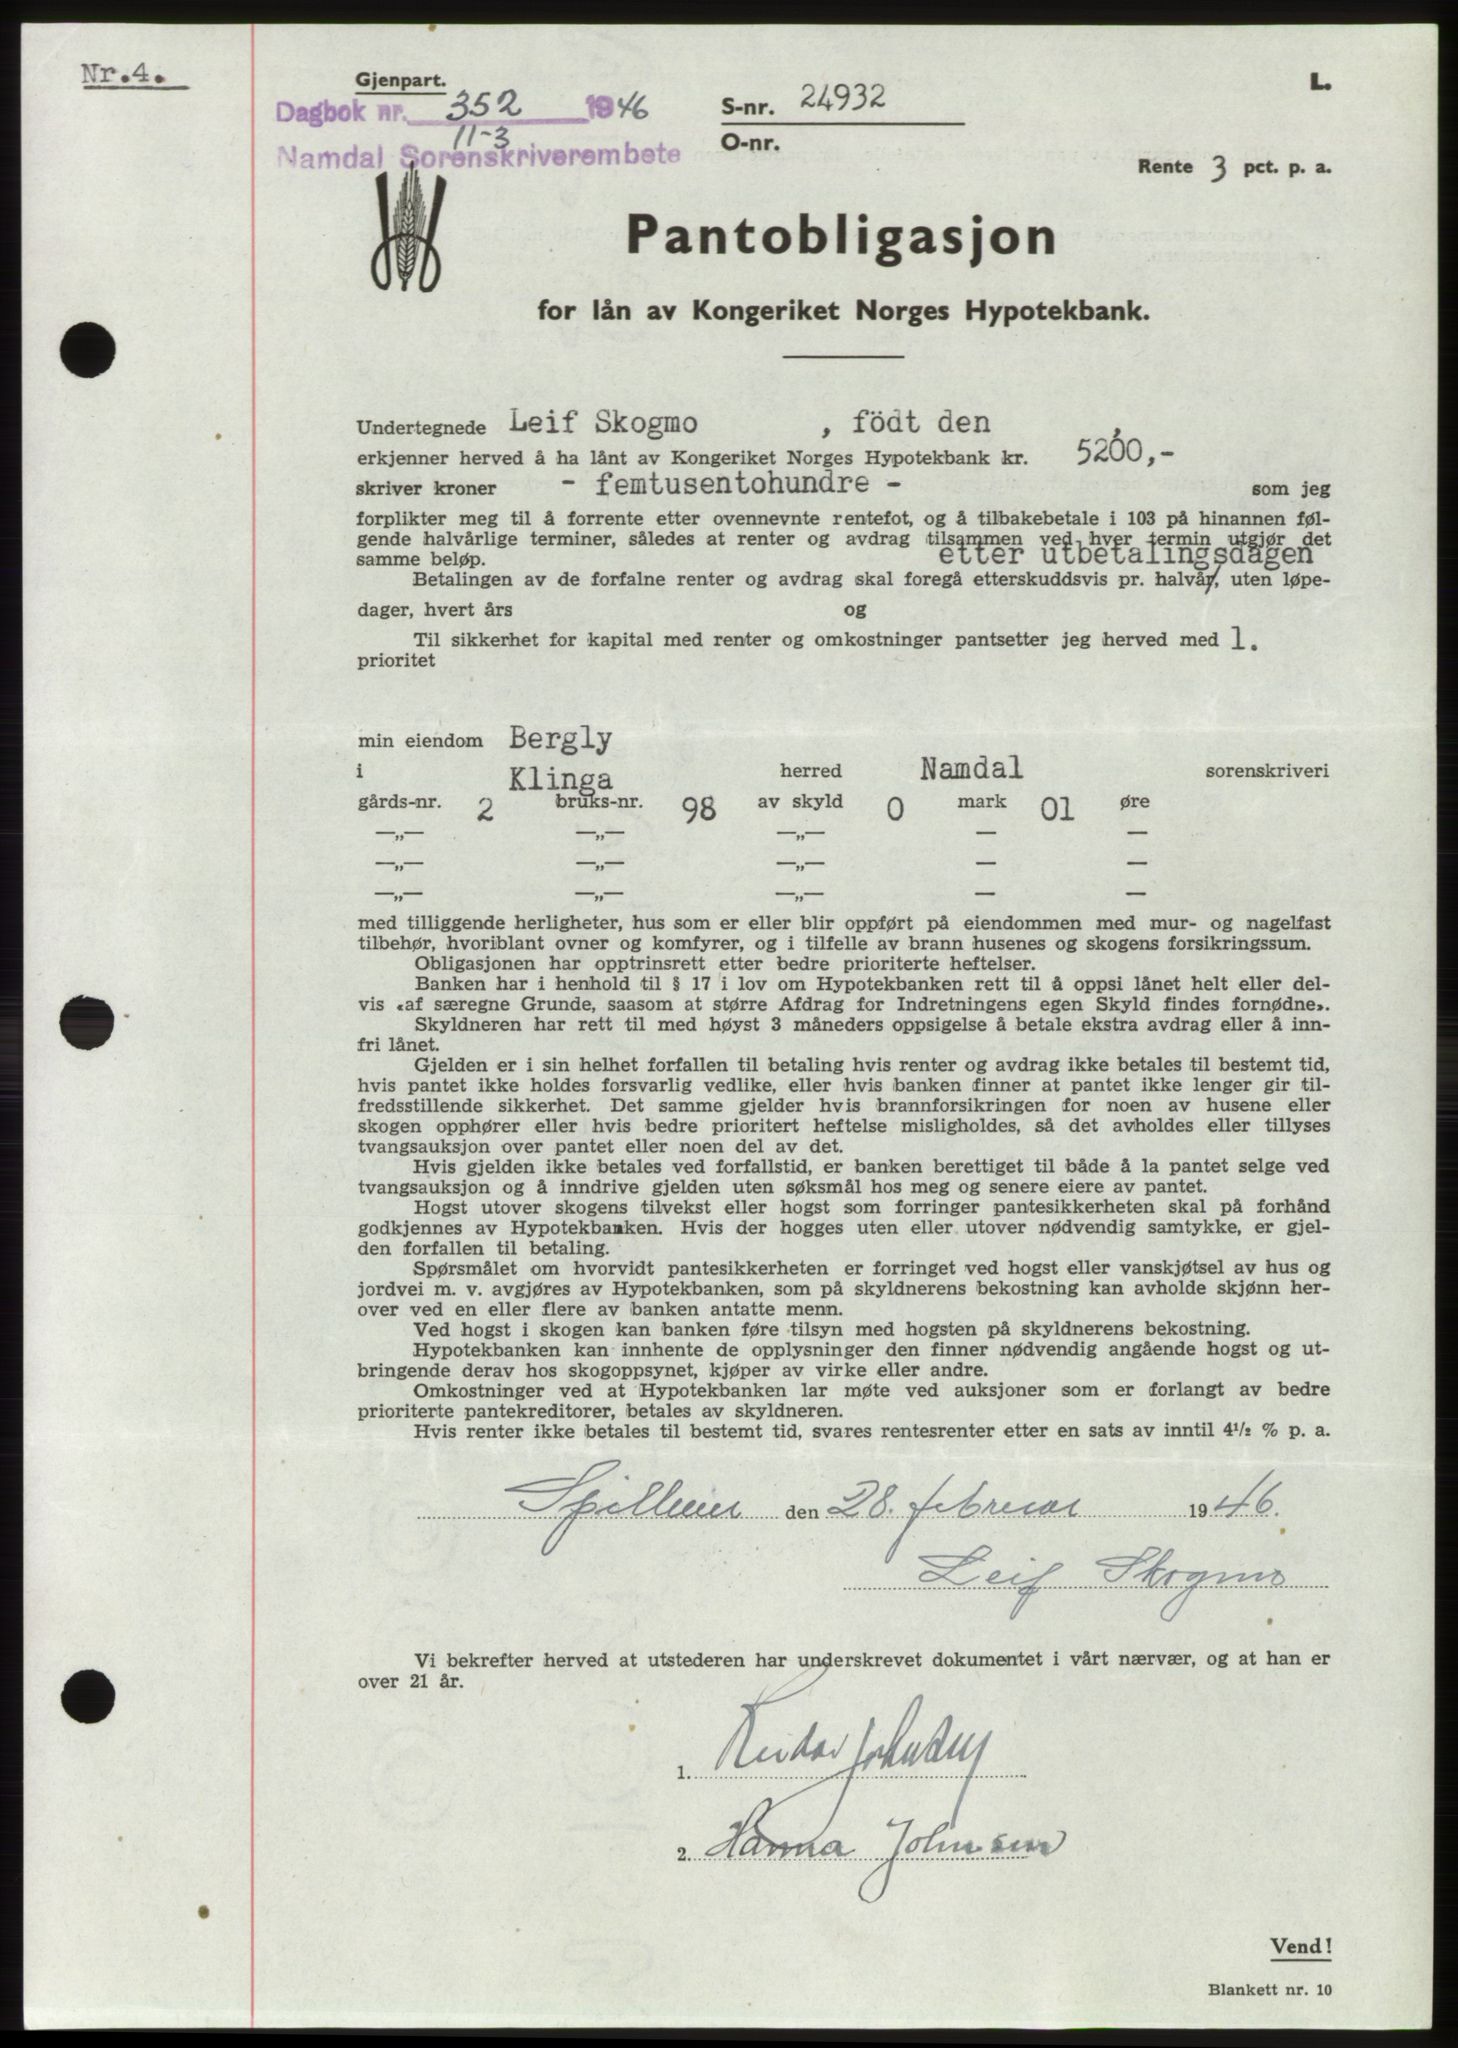 Nr.4.
Gjenpart.
L.
Dagbok nr. 352 1946
S-nr. 24932
11-3
O-nr.
Namdal Sorenskriverembete
Rente 3 pct. p. a.
Pantobligasjon
for lån av Kongeriket Norges Hypotekbank.
Undertegnede Leif Skogmo , födt den ,
erkjenner herved å ha lånt av Kongeriket Norges Hypotekbank kr. 5200,-
skriver kroner - femtusentohundre - som jeg
forplikter meg til å forrente etter ovennevnte rentefot, og å tilbakebetale i 103 på hinannen føl-
gende halvårlige terminer, således at renter og avdrag tilsammen ved hver termin utgjør det
samme beløp. etter utbetalingsdagen
Betalingen av de forfalne renter og avdrag skal foregå etterskuddsvis pr. halvår/, uten løpe-
dager, hvert års og
Til sikkerhet for kapital med renter og omkostninger pantsetter jeg herved med 1.
prioritet
min eiendom Bergly
i Klinga herred Namdal sorenskriveri
gårds-nr. 2 bruks-nr. 98 av skyld 0 mark 01 øre
—„— —„— —„— — —
—„— —„— —„— — —
—„— —„— —„— — —
med tilliggende herligheter, hus som er eller blir oppført på eiendommen med mur- og nagelfast
tilbehør, hvoriblant ovner og komfyrer, og i tilfelle av brann husenes og skogens forsikringssum.
Obligasjonen har opptrinsrett etter bedre prioriterte heftelser.
Banken har i henhold til § 17 i lov om Hypotekbanken rett til å oppsi lånet helt eller del-
vis «af særegne Grunde, saasom at større Afdrag for Indretningens egen Skyld findes fornødne».
Skyldneren har rett til med høyst 3 måneders oppsigelse å betale ekstra avdrag eller å inn-
fri lånet.
Gjelden er i sin helhet forfallen til betaling hvis renter og avdrag ikke betales til bestemt tid,
hvis pantet ikke holdes forsvarlig vedlike, eller hvis banken finner at pantet ikke lenger gir til-
fredsstillende sikkerhet. Det samme gjelder hvis brannforsikringen for noen av husene eller
skogen opphører eller hvis bedre prioritert heftelse misligholdes, så det avholdes eller tillyses
tvangsauksjon over pantet eller noen del av det.
Hvis gjelden ikke betales ved forfallstid, er banken berettiget til både å la pantet selge ved
tvangsauksjon og å inndrive gjelden uten søksmål hos meg og senere eiere av pantet.
Hogst utover skogens tilvekst eller hogst som forringer pantesikkerheten skal på forhånd
godkjennes av Hypotekbanken. Hvis der hogges uten eller utover nødvendig samtykke, er gjel-
den forfallen til betaling.
Spørsmålet om hvorvidt pantesikkerheten er forringet ved hogst eller vanskjøtsel av hus og
jordvei m. v. avgjøres av Hypotekbanken, som på skyldnerens bekostning kan avholde skjønn her-
over ved en eller flere av banken antatte menn.
Ved hogst i skogen kan banken føre tilsyn med hogsten på skyldnerens bekostning.
Hypotekbanken kan innhente de opplysninger den finner nødvendig angående hogst og ut-
bringende derav hos skogoppsynet, kjøper av virke eller andre.
Omkostninger ved at Hypotekbanken lar møte ved auksjoner som er forlangt av bedre
prioriterte pantekreditorer, betales av skyldneren.
Hvis renter ikke betales til bestemt tid, svares rentesrenter etter en sats av inntil 4½ % p. a.
Spillum den 28. februar 1946.
Leif Skogmo
Vi bekrefter herved at utstederen har underskrevet dokumentet i vårt nærvær, og at han er
over 21 år.
1. Reidar
2. Hanna Johnsen
Vend!
Blankett nr. 10